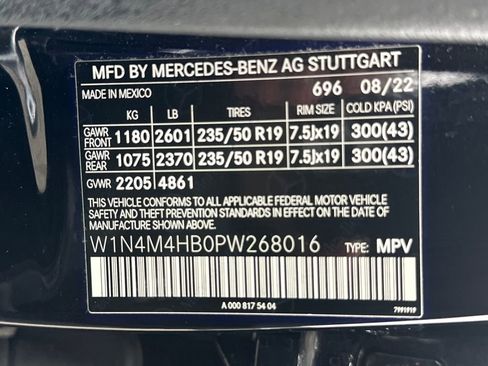 MFD BY MERCEDES-BENZ AG STUTTGART
MADE IN MEXICO 696 08/22
KG LB TIRES RIM SIZE COLD KPA(PSI)
GAWR FRONT 1180 2601 235/50 R19 7.5Jx19 300(43)
GAWR REAR 1075 2370 235/50 R19 7.5Jx19 300(43)
GVWR 2205 4861
THIS VEHICLE CONFORMS TO ALL APPLICABLE FEDERAL MOTOR VEHICLE
SAFETY, BUMPER, AND THEFT PREVENTION STANDARDS IN EFFECT
ON THE DATE OF MANUFACTURE SHOWN ABOVE.
W1N4M4HB0PW268016 TYPE: MPV
A 000 817 54 04 7991919